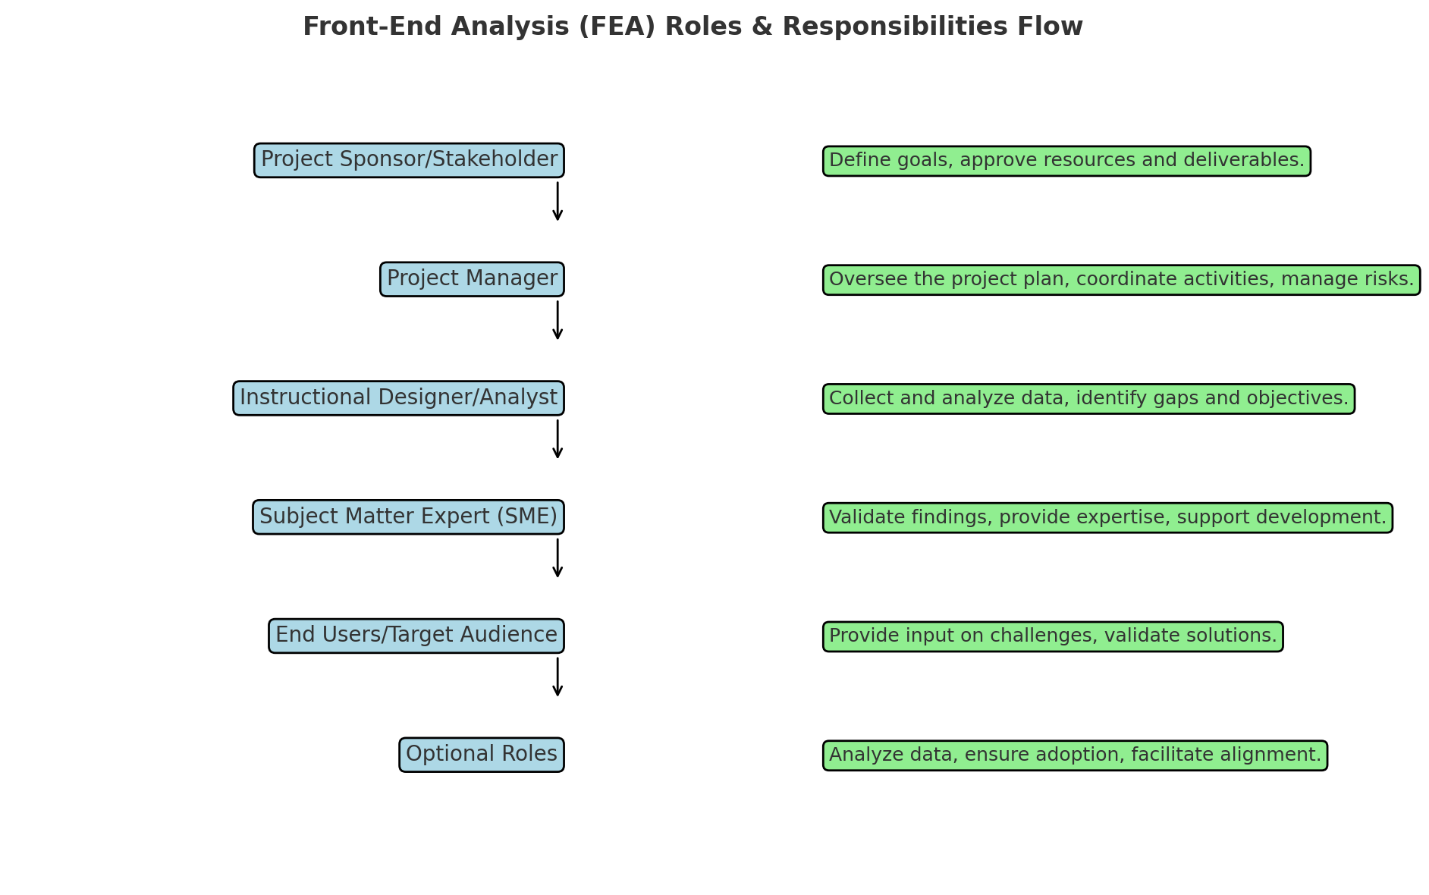 Front-End Analysis (FEA) Roles & Responsibilities Flow
Project Sponsor/Stakeholder
Define goals, approve resources and deliverables.
Project Manager
Oversee the project plan, coordinate activities, manage risks.
Instructional Designer/Analyst
Collect and analyze data, identify gaps and objectives.
Subject Matter Expert (SME)
Validate findings, provide expertise, support development.
End Users/Target Audience
Provide input on challenges, validate solutions.
Optional Roles
Analyze data, ensure adoption, facilitate alignment.